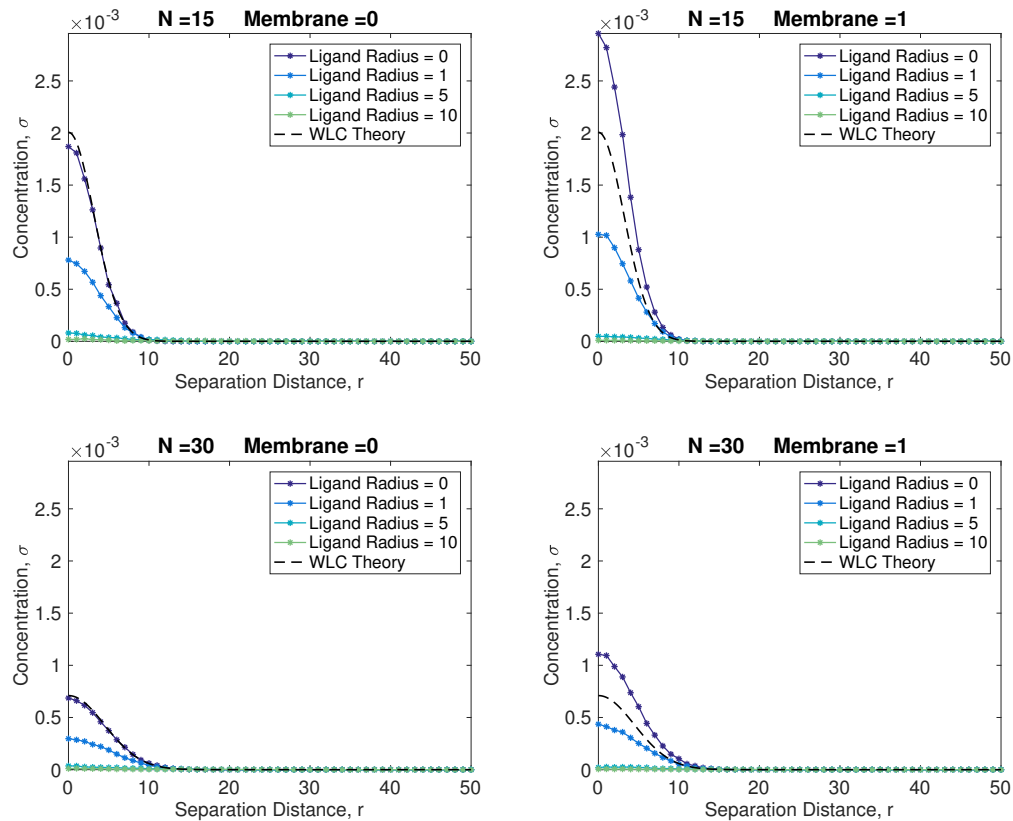 N =15 Membrane =0
×10-3
2.5
2
1.5
1
0.5
0
Concentration, σ
0 10 20 30 40 50
Separation Distance, r
Ligand Radius = 0
Ligand Radius = 1
Ligand Radius = 5
Ligand Radius = 10
WLC Theory
N =15 Membrane =1
×10-3
2.5
2
1.5
1
0.5
0
Concentration, σ
0 10 20 30 40 50
Separation Distance, r
Ligand Radius = 0
Ligand Radius = 1
Ligand Radius = 5
Ligand Radius = 10
WLC Theory
N =30 Membrane =0
×10-3
2.5
2
1.5
1
0.5
0
Concentration, σ
0 10 20 30 40 50
Separation Distance, r
Ligand Radius = 0
Ligand Radius = 1
Ligand Radius = 5
Ligand Radius = 10
WLC Theory
N =30 Membrane =1
×10-3
2.5
2
1.5
1
0.5
0
Concentration, σ
0 10 20 30 40 50
Separation Distance, r
Ligand Radius = 0
Ligand Radius = 1
Ligand Radius = 5
Ligand Radius = 10
WLC Theory